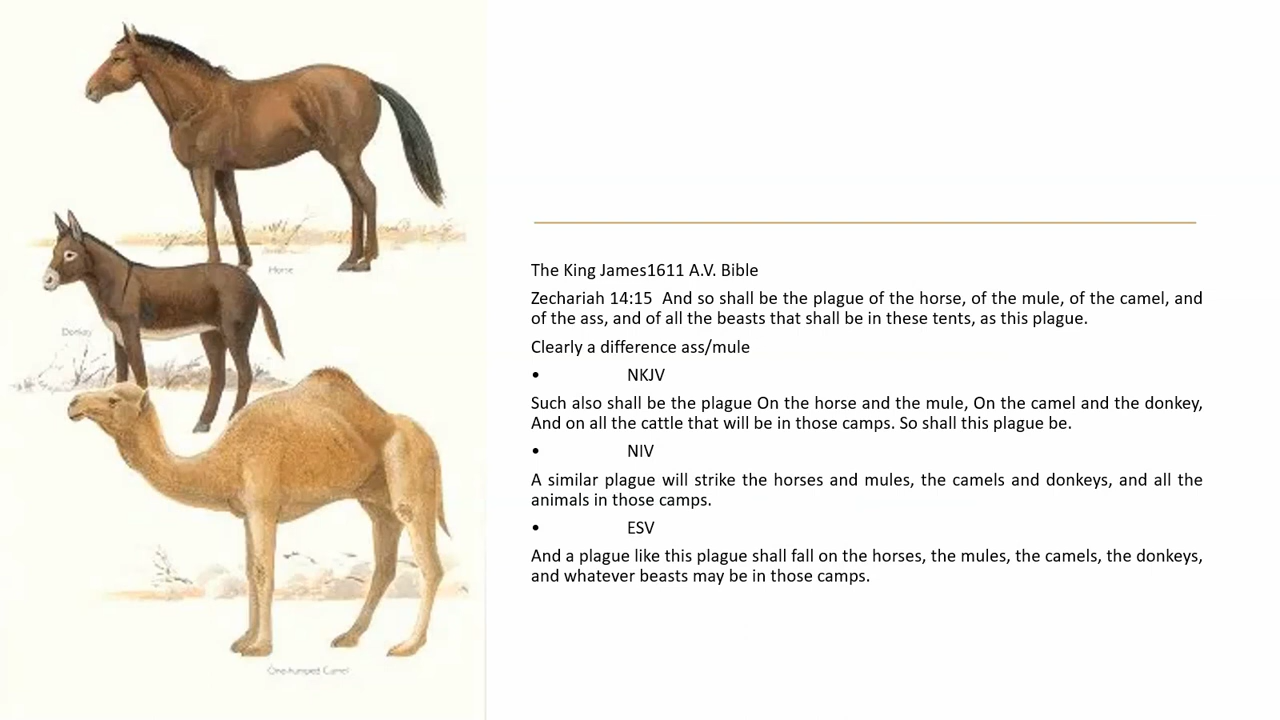 Horse
Donkey
One-humped Camel
The King James1611 A.V. Bible
Zechariah 14:15  And so shall be the plague of the horse, of the mule, of the camel, and
of the ass, and of all the beasts that shall be in these tents, as this plague.
Clearly a difference ass/mule
• NKJV
Such also shall be the plague On the horse and the mule, On the camel and the donkey,
And on all the cattle that will be in those camps. So shall this plague be.
• NIV
A similar plague will strike the horses and mules, the camels and donkeys, and all the
animals in those camps.
• ESV
And a plague like this plague shall fall on the horses, the mules, the camels, the donkeys,
and whatever beasts may be in those camps.